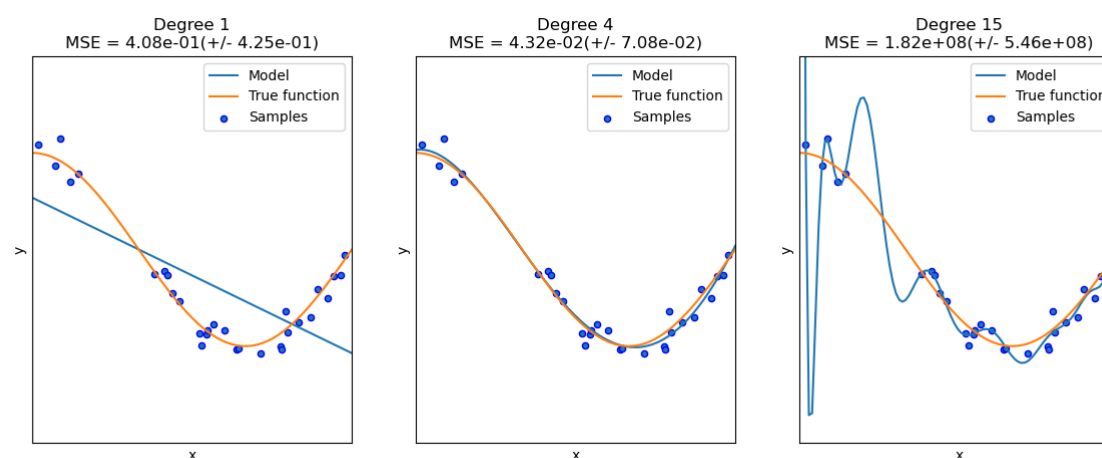 Degree 1
MSE = 4.08e-01(+/- 4.25e-01)
Model
True function
Samples
y
x
Degree 4
MSE = 4.32e-02(+/- 7.08e-02)
Model
True function
Samples
y
x
Degree 15
MSE = 1.82e+08(+/- 5.46e+08)
Model
True function
Samples
y
x